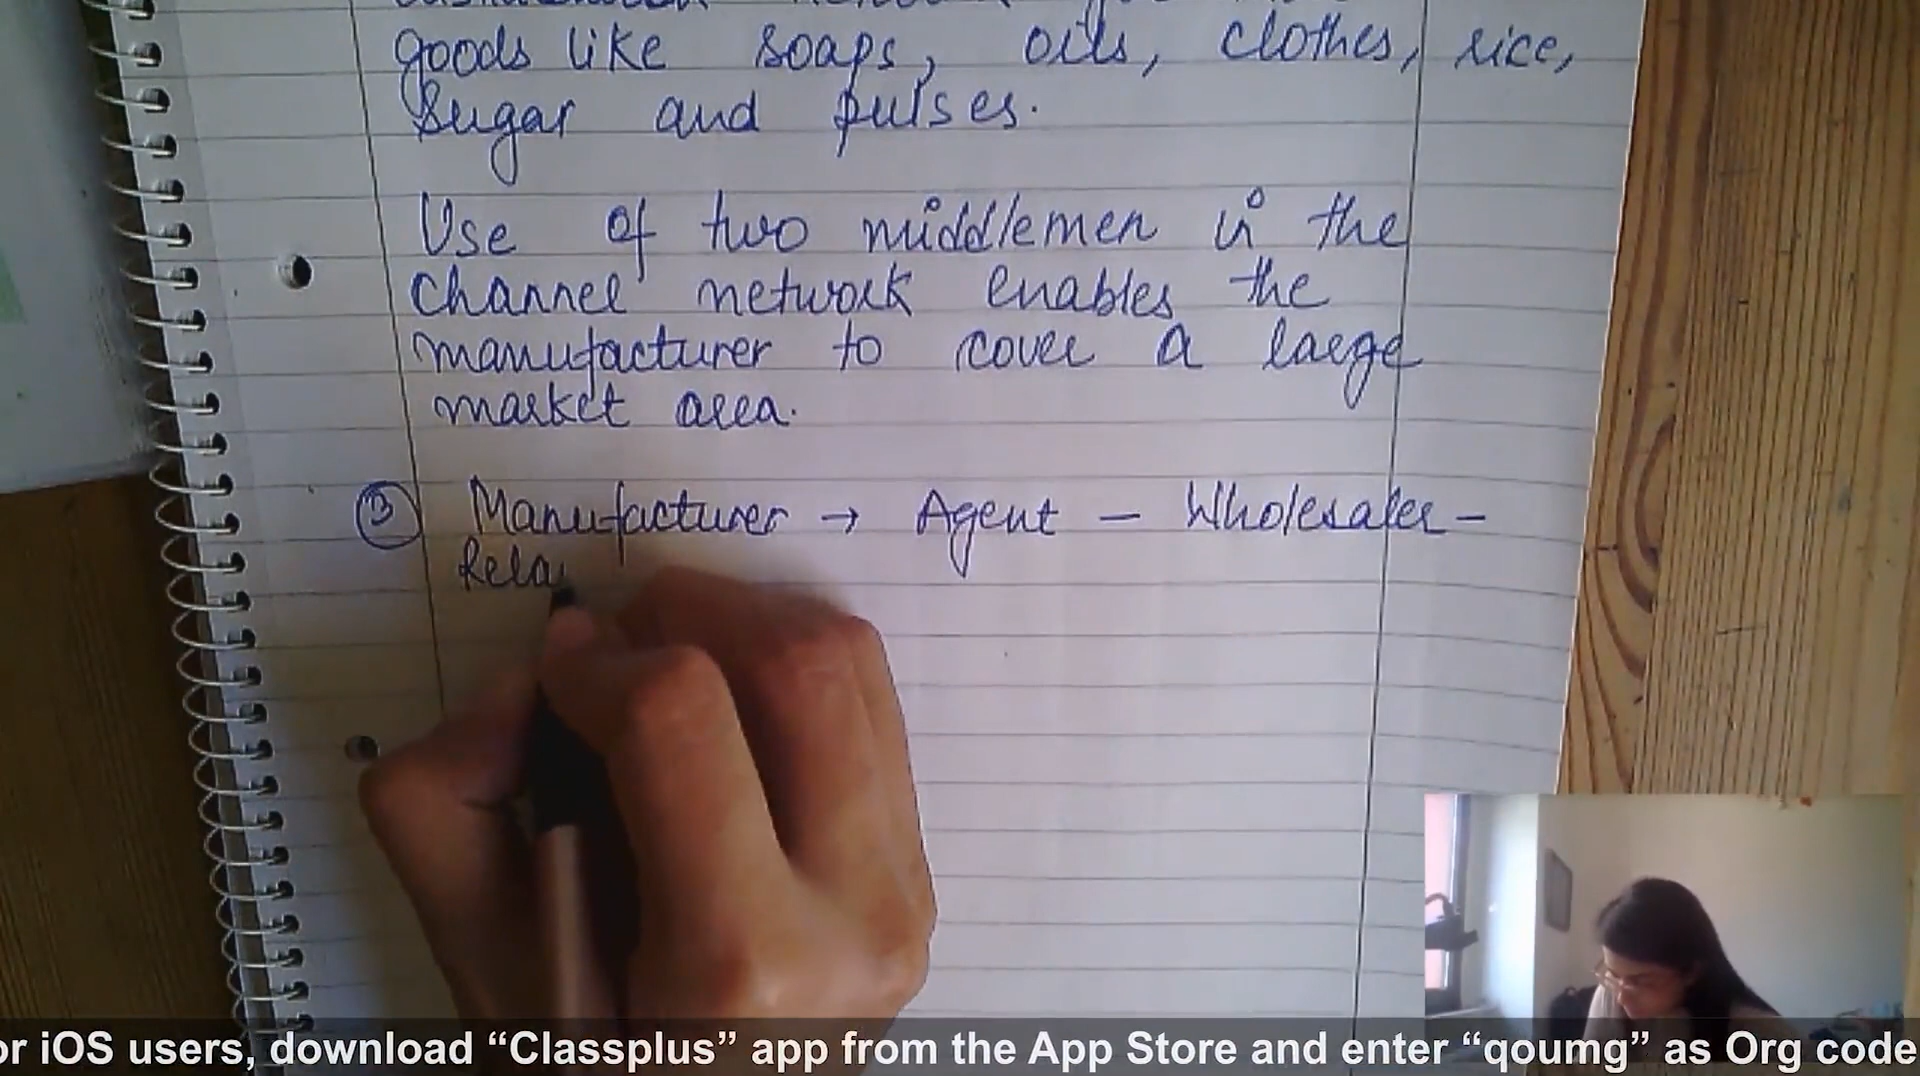 goods like soaps, oils, clothes, rice,
Sugar and pulses.
Use of two middlemen in the
channel network enables the
manufacturer to cover a large
market area.
③ Manufacturer → Agent – Wholesaler –
Reta
or iOS users, download “Classplus” app from the App Store and enter “qoumg” as Org code